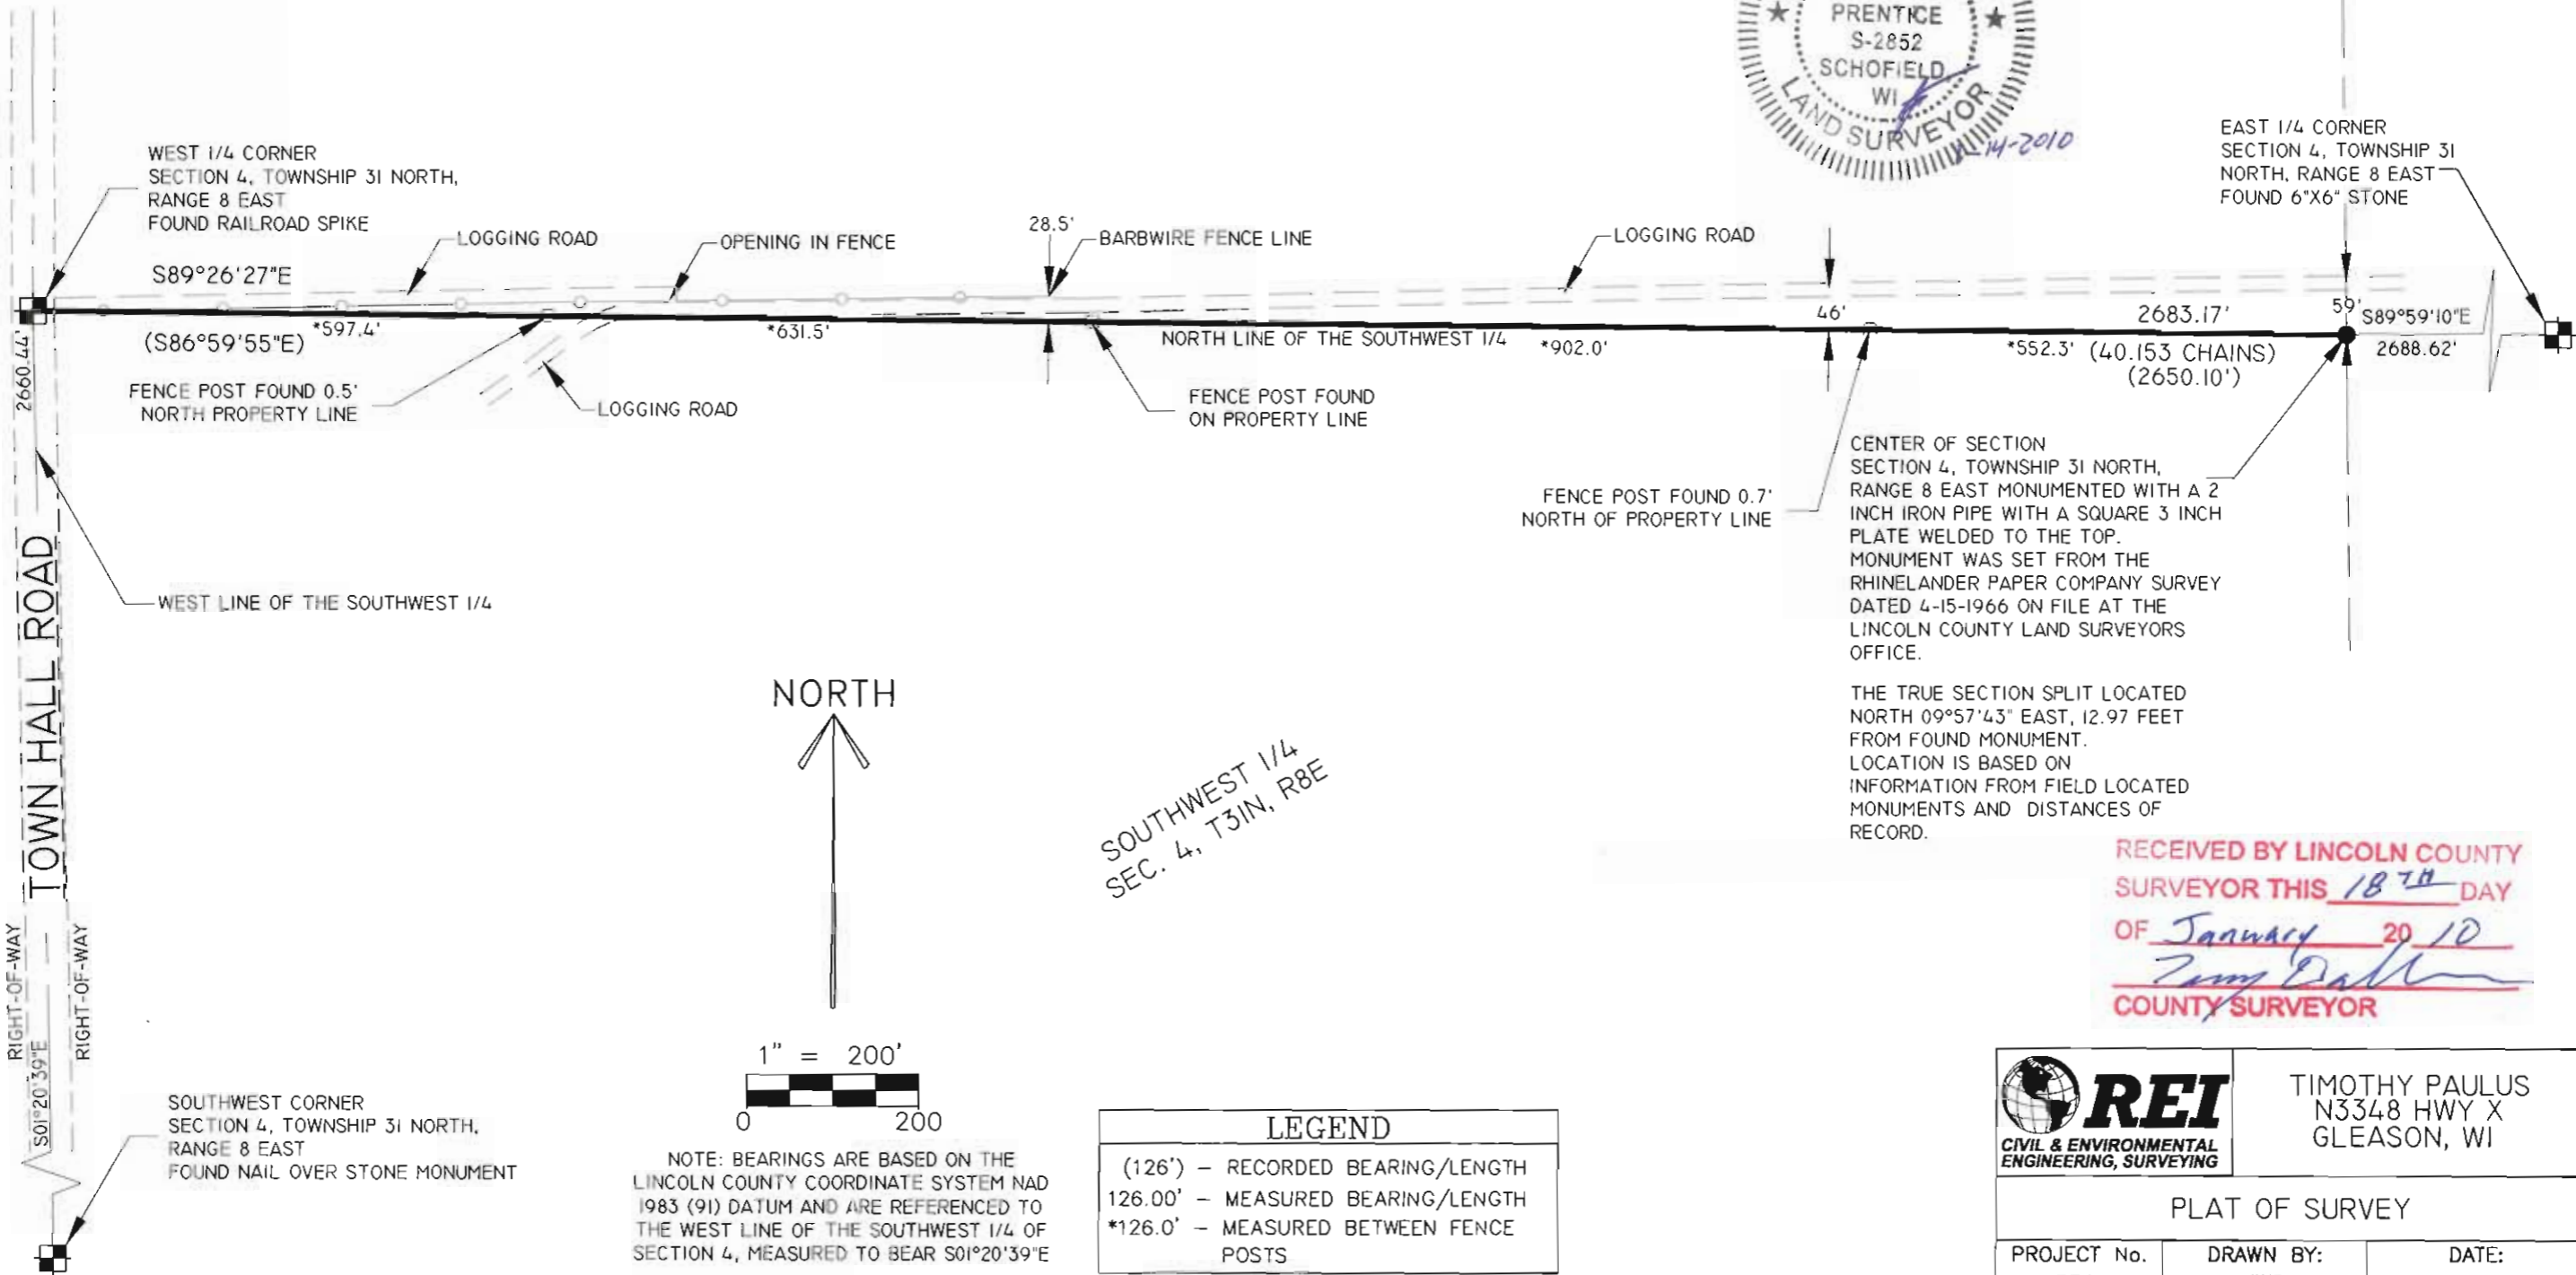 PRENTICE
S-2852
SCHOFIELD,
WI
LAND SURVEYOR
-14-2010
WEST 1/4 CORNER
SECTION 4, TOWNSHIP 31 NORTH,
RANGE 8 EAST
FOUND RAILROAD SPIKE
EAST 1/4 CORNER
SECTION 4, TOWNSHIP 31
NORTH, RANGE 8 EAST
FOUND 6"X6" STONE
LOGGING ROAD
OPENING IN FENCE
28.5'
BARBWIRE FENCE LINE
LOGGING ROAD
S89°26'27"E
(S86°59'55"E)
*597.4'
*631.5'
NORTH LINE OF THE SOUTHWEST 1/4
*902.0'
46'
2683.17'
59'
S89°59'10"E
*552.3' (40.153 CHAINS)
(2650.10')
2688.62'
2660.44'
FENCE POST FOUND 0.5'
NORTH PROPERTY LINE
LOGGING ROAD
FENCE POST FOUND
ON PROPERTY LINE
FENCE POST FOUND 0.7'
NORTH OF PROPERTY LINE
CENTER OF SECTION
SECTION 4, TOWNSHIP 31 NORTH,
RANGE 8 EAST MONUMENTED WITH A 2
INCH IRON PIPE WITH A SQUARE 3 INCH
PLATE WELDED TO THE TOP.
MONUMENT WAS SET FROM THE
RHINELANDER PAPER COMPANY SURVEY
DATED 4-15-1966 ON FILE AT THE
LINCOLN COUNTY LAND SURVEYORS
OFFICE.
THE TRUE SECTION SPLIT LOCATED
NORTH 09°57'43" EAST, 12.97 FEET
FROM FOUND MONUMENT.
LOCATION IS BASED ON
INFORMATION FROM FIELD LOCATED
MONUMENTS AND DISTANCES OF
RECORD.
WEST LINE OF THE SOUTHWEST 1/4
TOWN HALL ROAD
RIGHT-OF-WAY
RIGHT-OF-WAY
S01°20'39"E
NORTH
SOUTHWEST 1/4
SEC. 4, T31N, R8E
RECEIVED BY LINCOLN COUNTY
SURVEYOR THIS 18TH DAY
OF January 20 10
COUNTY SURVEYOR
SOUTHWEST CORNER
SECTION 4, TOWNSHIP 31 NORTH,
RANGE 8 EAST
FOUND NAIL OVER STONE MONUMENT
1" = 200'
0 200
NOTE: BEARINGS ARE BASED ON THE
LINCOLN COUNTY COORDINATE SYSTEM NAD
1983 (91) DATUM AND ARE REFERENCED TO
THE WEST LINE OF THE SOUTHWEST 1/4 OF
SECTION 4, MEASURED TO BEAR S01°20'39"E
LEGEND
(126') - RECORDED BEARING/LENGTH
126.00' - MEASURED BEARING/LENGTH
*126.0' - MEASURED BETWEEN FENCE
POSTS
REI
CIVIL & ENVIRONMENTAL
ENGINEERING, SURVEYING
TIMOTHY PAULUS
N3348 HWY X
GLEASON, WI
PLAT OF SURVEY
PROJECT No.
DRAWN BY:
DATE: